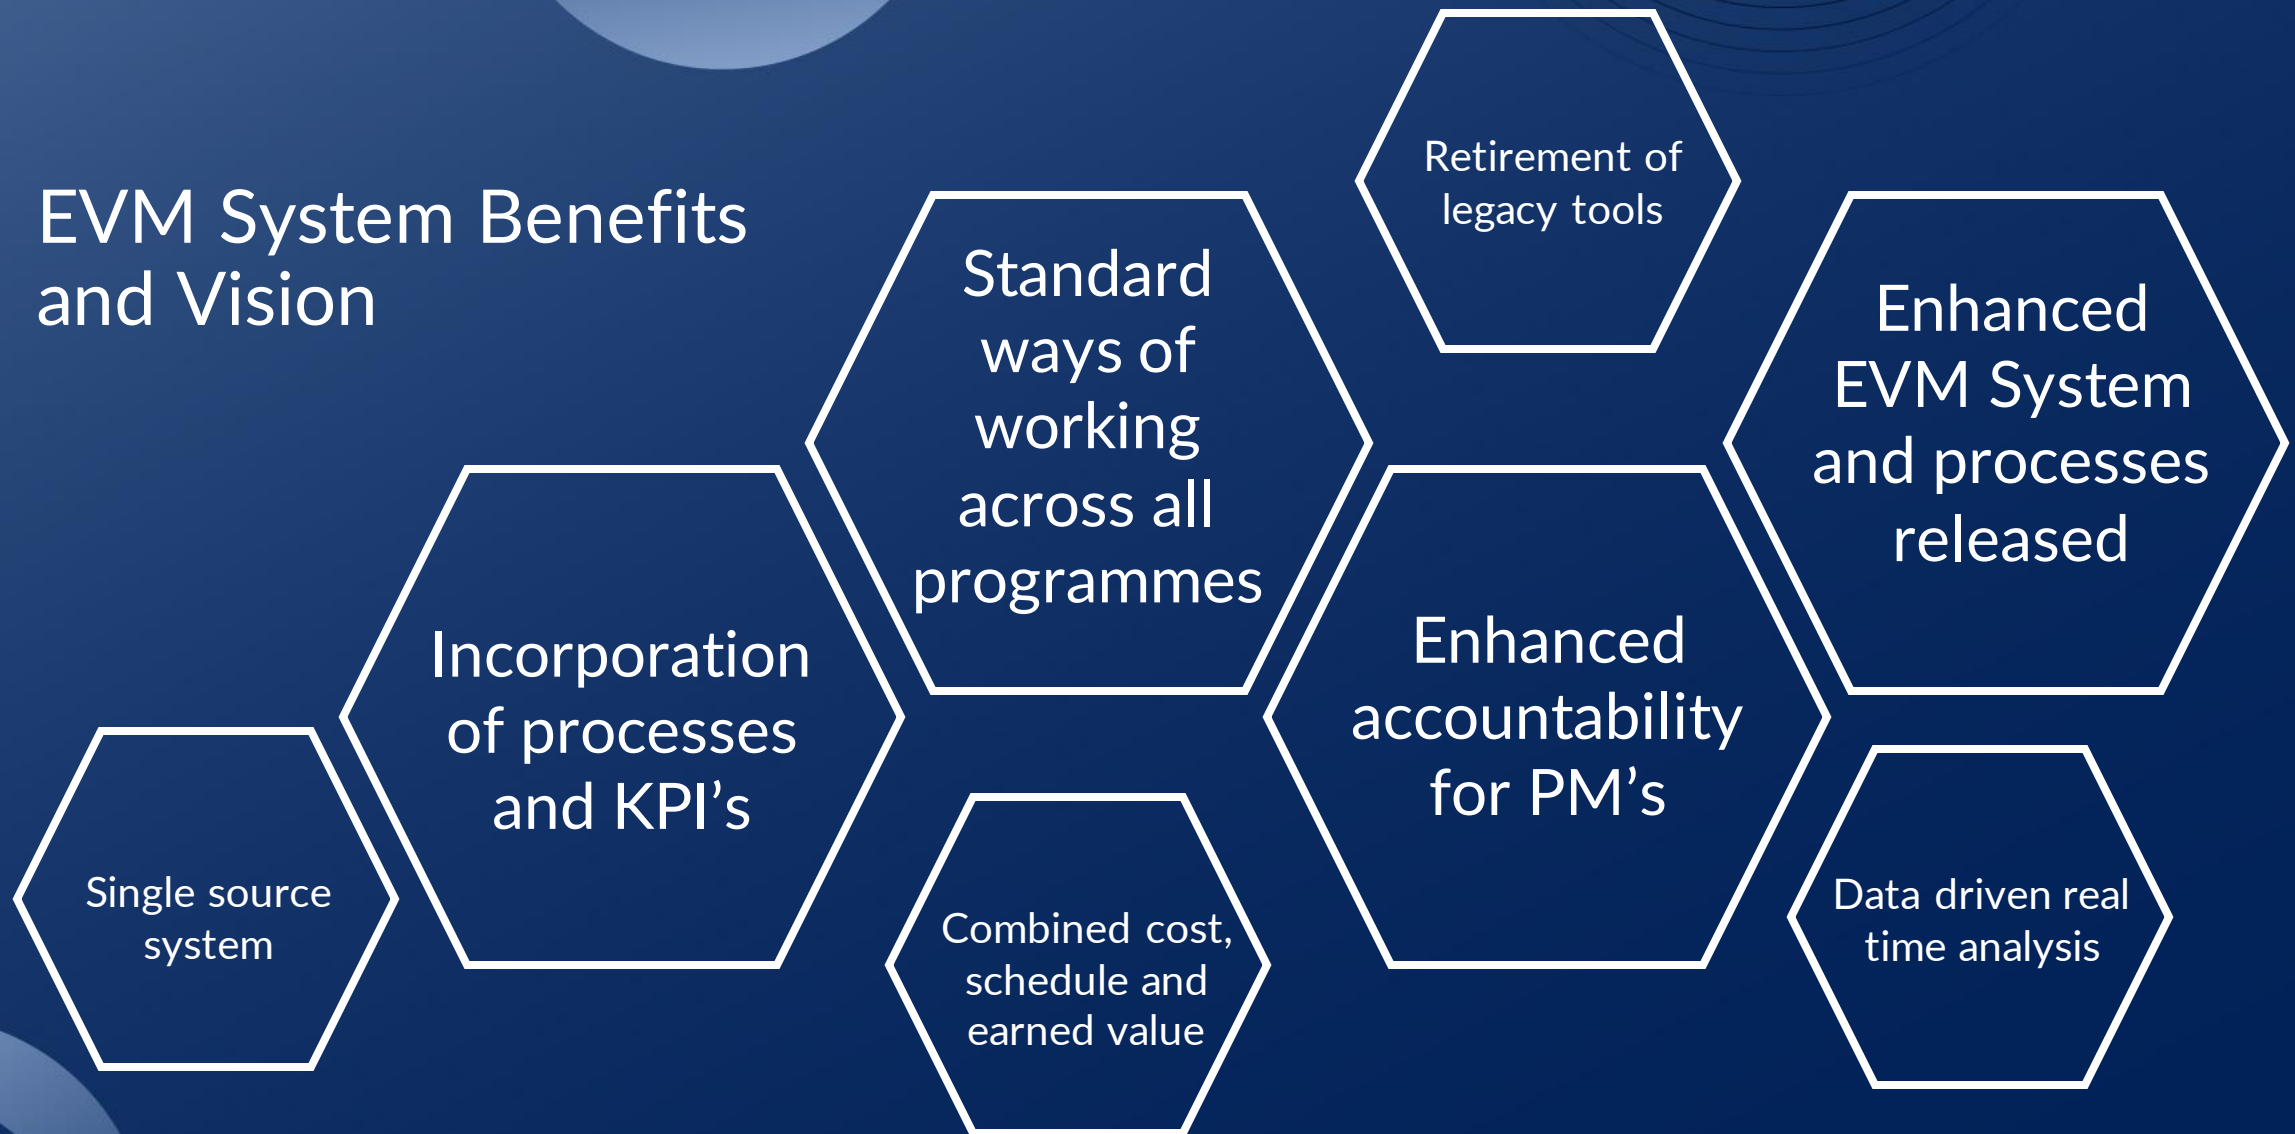 EVM System Benefits
and Vision
Single source
system
Incorporation
of processes
and KPI’s
Standard
ways of
working
across all
programmes
Combined cost,
schedule and
earned value
Retirement of
legacy tools
Enhanced
accountability
for PM’s
Enhanced
EVM System
and processes
released
Data driven real
time analysis